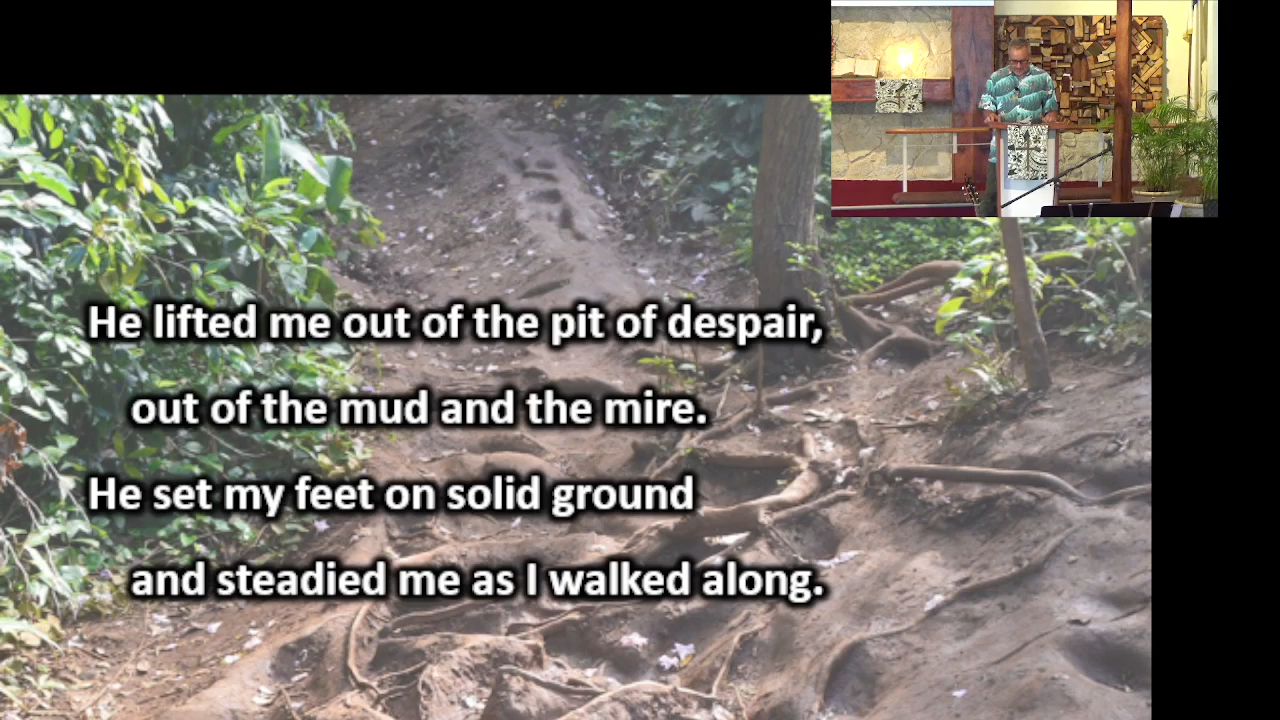 He lifted me out of the pit of despair,
out of the mud and the mire.
He set my feet on solid ground
and steadied me as I walked along.